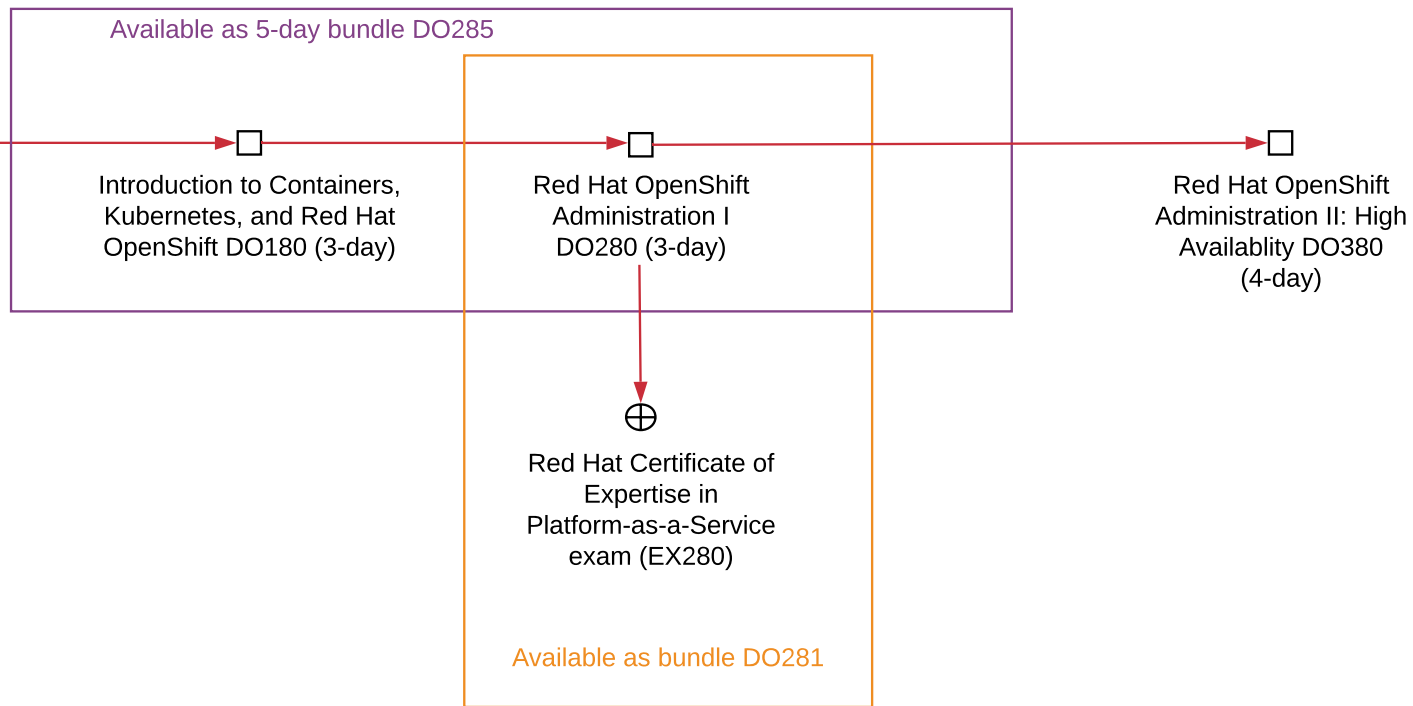 Available as 5-day bundle DO285
Introduction to Containers,
Kubernetes, and Red Hat
OpenShift DO180 (3-day)
Red Hat OpenShift
Administration I
DO280 (3-day)
Red Hat OpenShift
Administration II: High
Availablity DO380
(4-day)
Red Hat Certificate of
Expertise in
Platform-as-a-Service
exam (EX280)
Available as bundle DO281